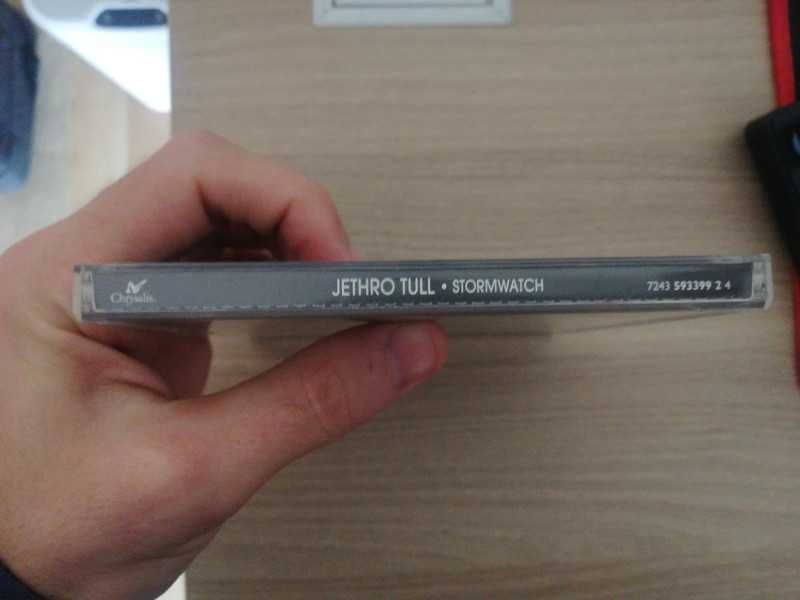 Chrysalis.
JETHRO TULL • STORMWATCH
7243 593399 2 4